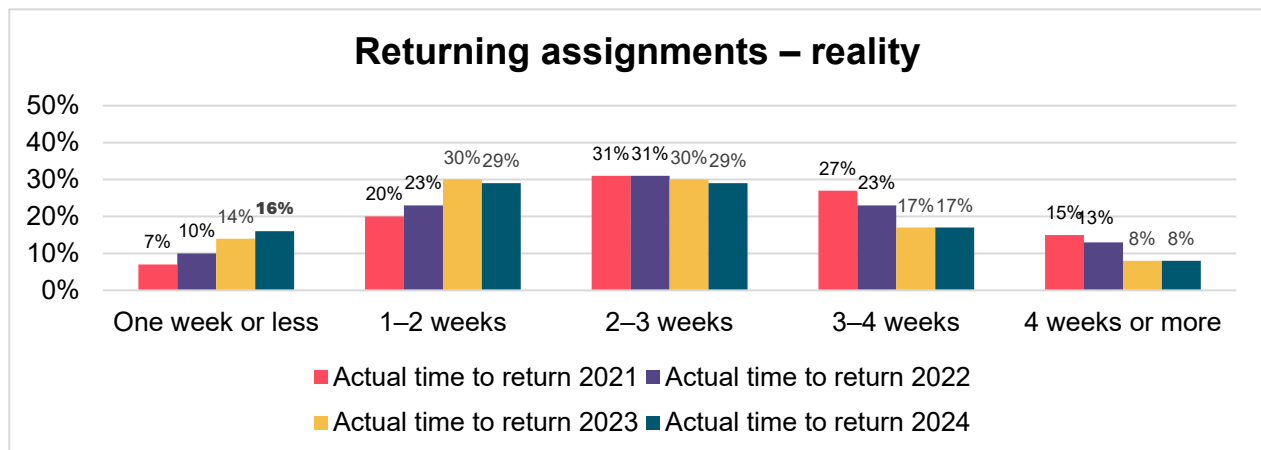 Returning assignments – reality
50%
40%
30%
20%
10%
0%
7%
10%
14%
16%
20%
23%
30%
29%
31%
31%
30%
29%
27%
23%
17%
17%
15%
13%
8%
8%
One week or less
1–2 weeks
2–3 weeks
3–4 weeks
4 weeks or more
Actual time to return 2021
Actual time to return 2022
Actual time to return 2023
Actual time to return 2024